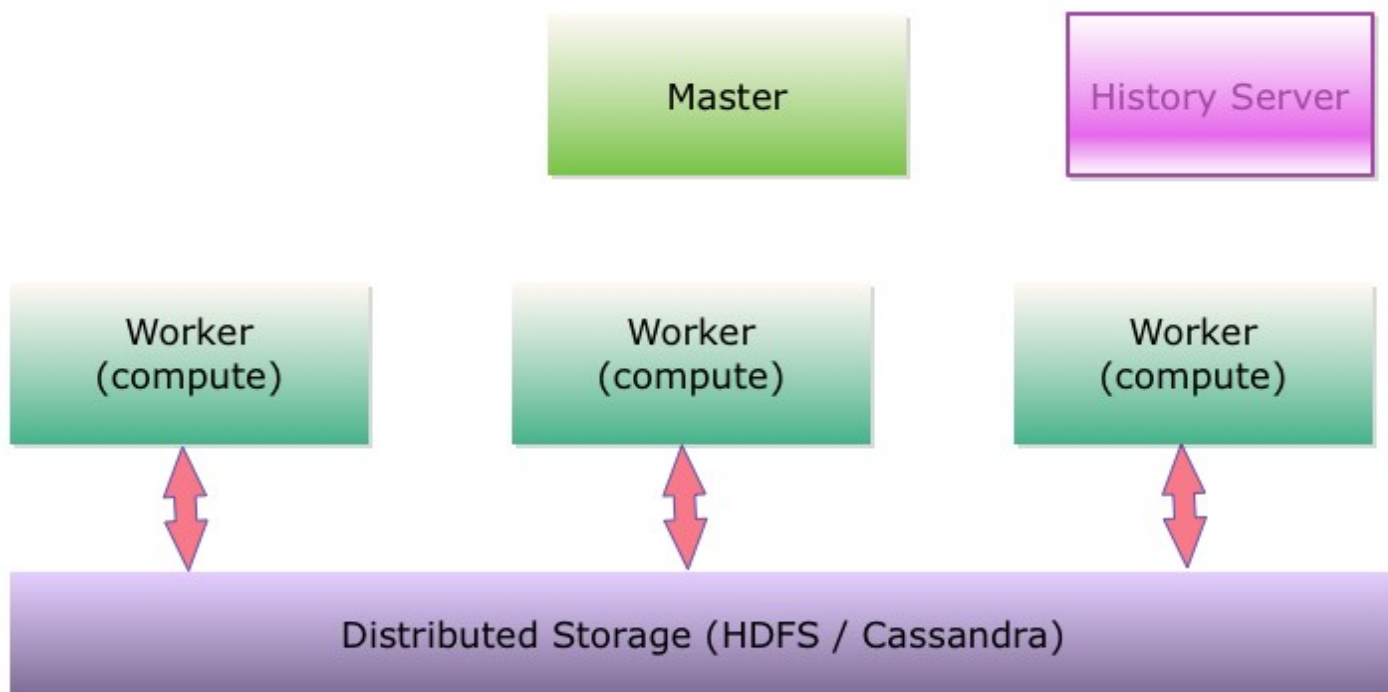 Master
History Server
Worker
(compute)
Worker
(compute)
Worker
(compute)
Distributed Storage (HDFS / Cassandra)